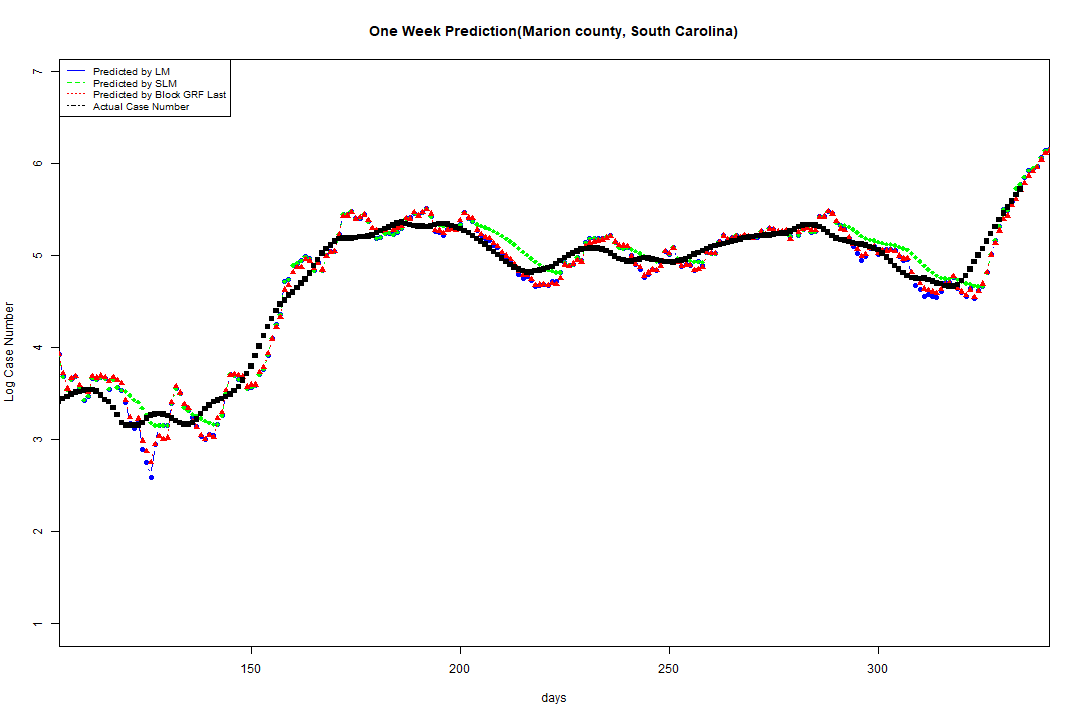 One Week Prediction(Marion county, South Carolina)
Predicted by LM
Predicted by SLM
Predicted by Block GRF Last
Actual Case Number
7
6
5
4
3
2
1
Log Case Number
150 200 250 300
days